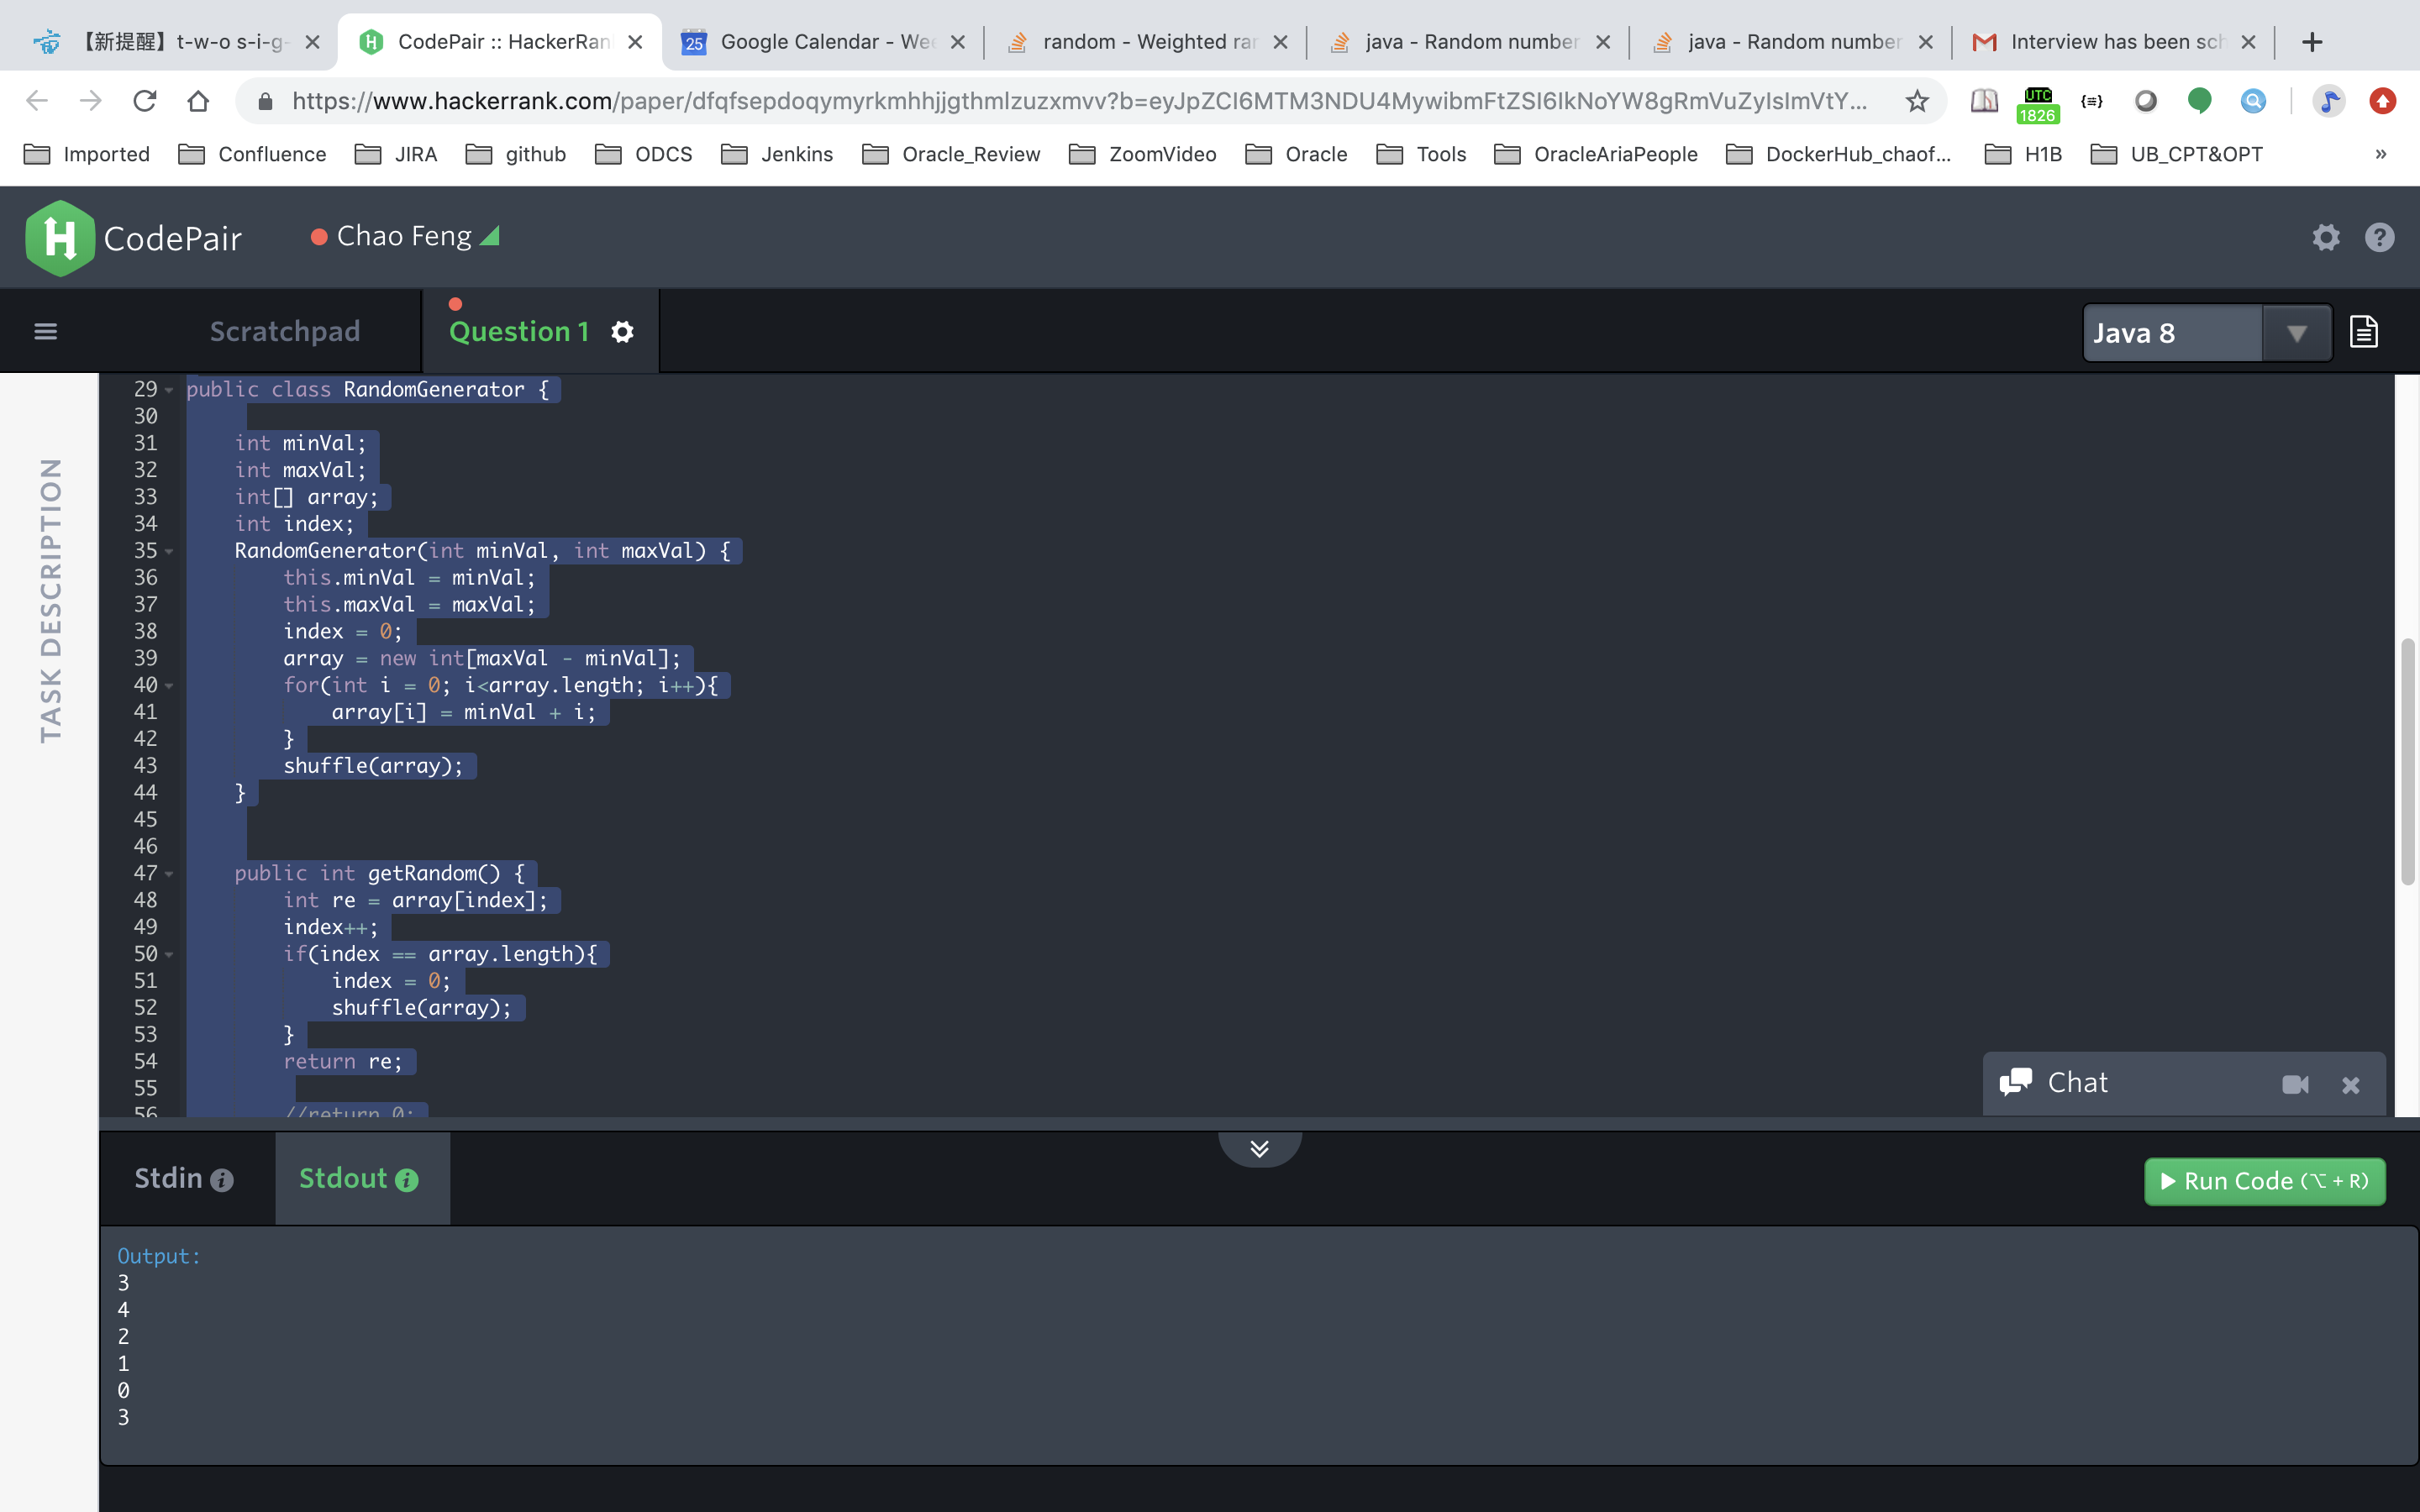 【新提醒】t-w-o s-i-g-
CodePair :: HackerRan
25
Google Calendar - Wee
random - Weighted ran
java - Random number
java - Random number
Interview has been sch
https://www.hackerrank.com/paper/dfqfsepdoqymyrkmhhjjgthmlzuzxmvv?b=eyJpZCI6MTM3NDU4MywibmFtZSI6IkNoYW8gRmVuZyIsImVtY...
UTC
1826
Imported
Confluence
JIRA
github
ODCS
Jenkins
Oracle_Review
ZoomVideo
Oracle
Tools
OracleAriaPeople
DockerHub_chaof...
H1B
UB_CPT&OPT
»
H
CodePair
Chao Feng
?
Scratchpad
Question 1
Java 8
TASK DESCRIPTION
29 public class RandomGenerator {
30
31 int minVal;
32 int maxVal;
33 int[] array;
34 int index;
35 RandomGenerator(int minVal, int maxVal) {
36 this.minVal = minVal;
37 this.maxVal = maxVal;
38 index = 0;
39 array = new int[maxVal - minVal];
40 for(int i = 0; i<array.length; i++){
41 array[i] = minVal + i;
42 }
43 shuffle(array);
44 }
45
46
47 public int getRandom() {
48 int re = array[index];
49 index++;
50 if(index == array.length){
51 index = 0;
52 shuffle(array);
53 }
54 return re;
55
56 //return 0;
Chat
Stdin
Stdout
Run Code (⌥ + R)
Output:
3
4
2
1
0
3